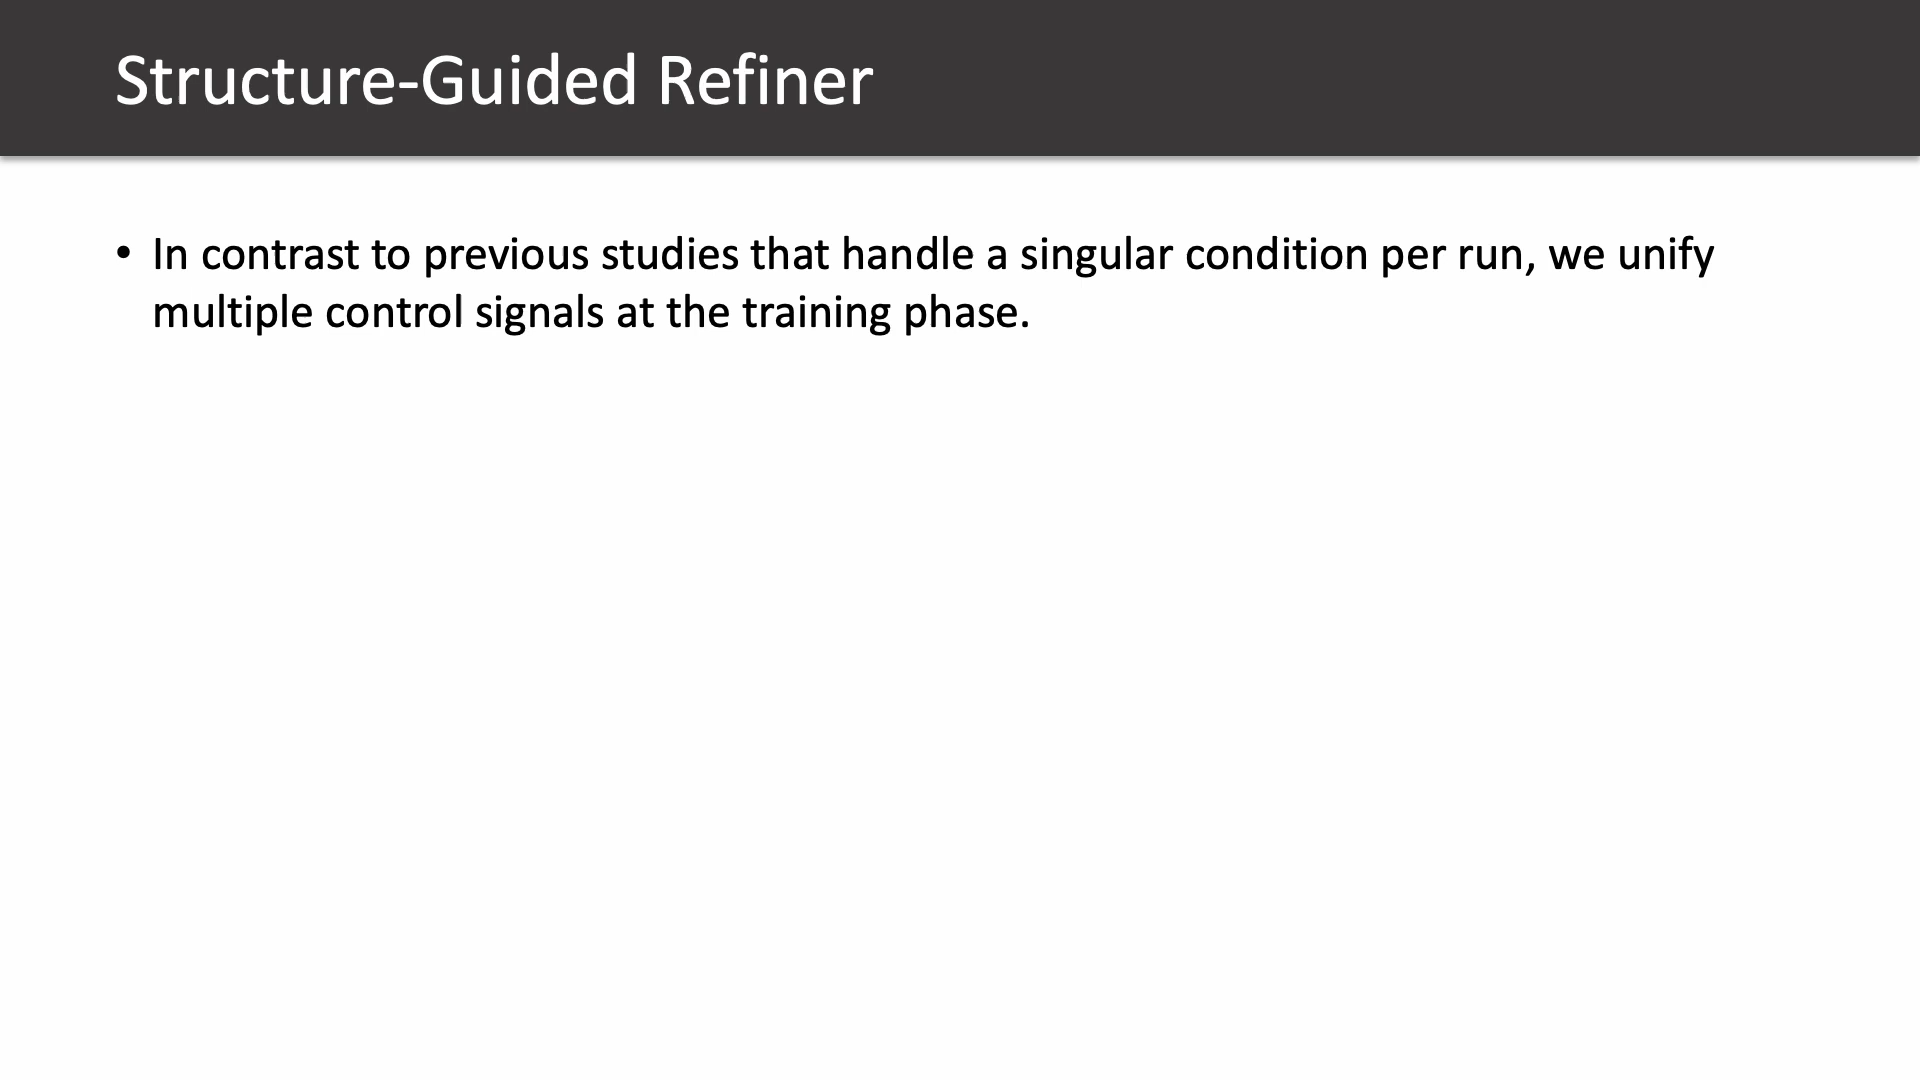 Structure-Guided Refiner
• In contrast to previous studies that handle a singular condition per run, we unify
multiple control signals at the training phase.